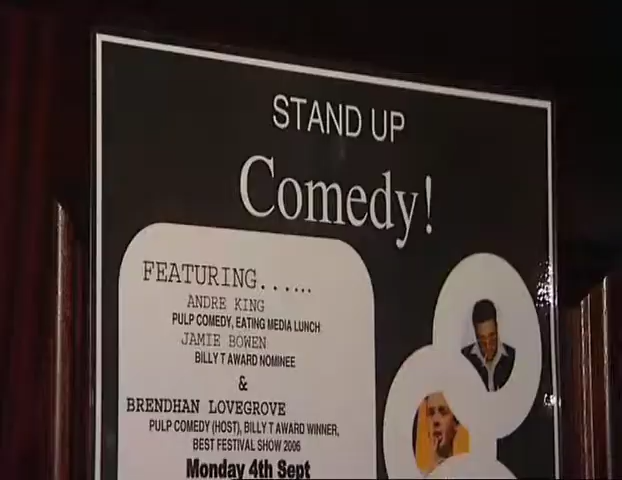 STAND UP
Comedy!
FEATURING......
ANDRE KING
PULP COMEDY, EATING MEDIA LUNCH
JAMIE BOWEN
BILLY T AWARD NOMINEE
&
BRENDHAN LOVEGROVE
PULP COMEDY (HOST), BILLY T AWARD WINNER,
BEST FESTIVAL SHOW 2006
Monday 4th Sept